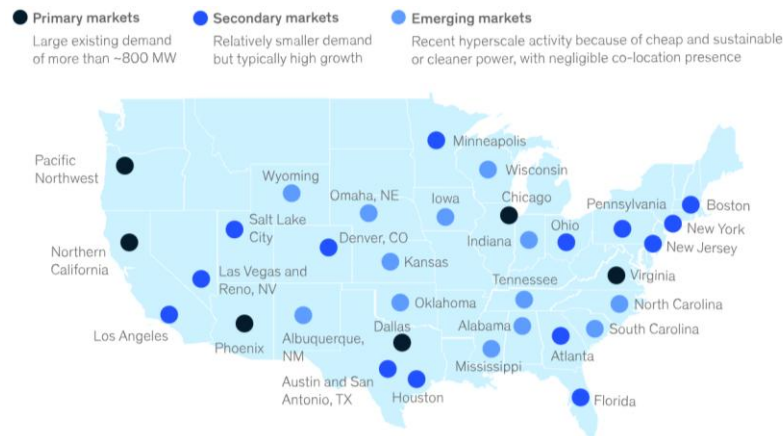 Primary markets
Large existing demand
of more than ~800 MW
Secondary markets
Relatively smaller demand
but typically high growth
Emerging markets
Recent hyperscale activity because of cheap and sustainable
or cleaner power, with negligible co-location presence
Minneapolis
Pacific
Northwest
Wisconsin
Wyoming
Omaha, NE
Iowa
Chicago
Pennsylvania
Boston
New York
New Jersey
Salt Lake
City
Denver, CO
Indiana
Ohio
Northern
California
Kansas
Tennessee
Virginia
Las Vegas and
Reno, NV
Oklahoma
North Carolina
Los Angeles
Phoenix
Albuquerque,
NM
Dallas
Alabama
South Carolina
Mississippi
Atlanta
Austin and San
Antonio, TX
Houston
Florida